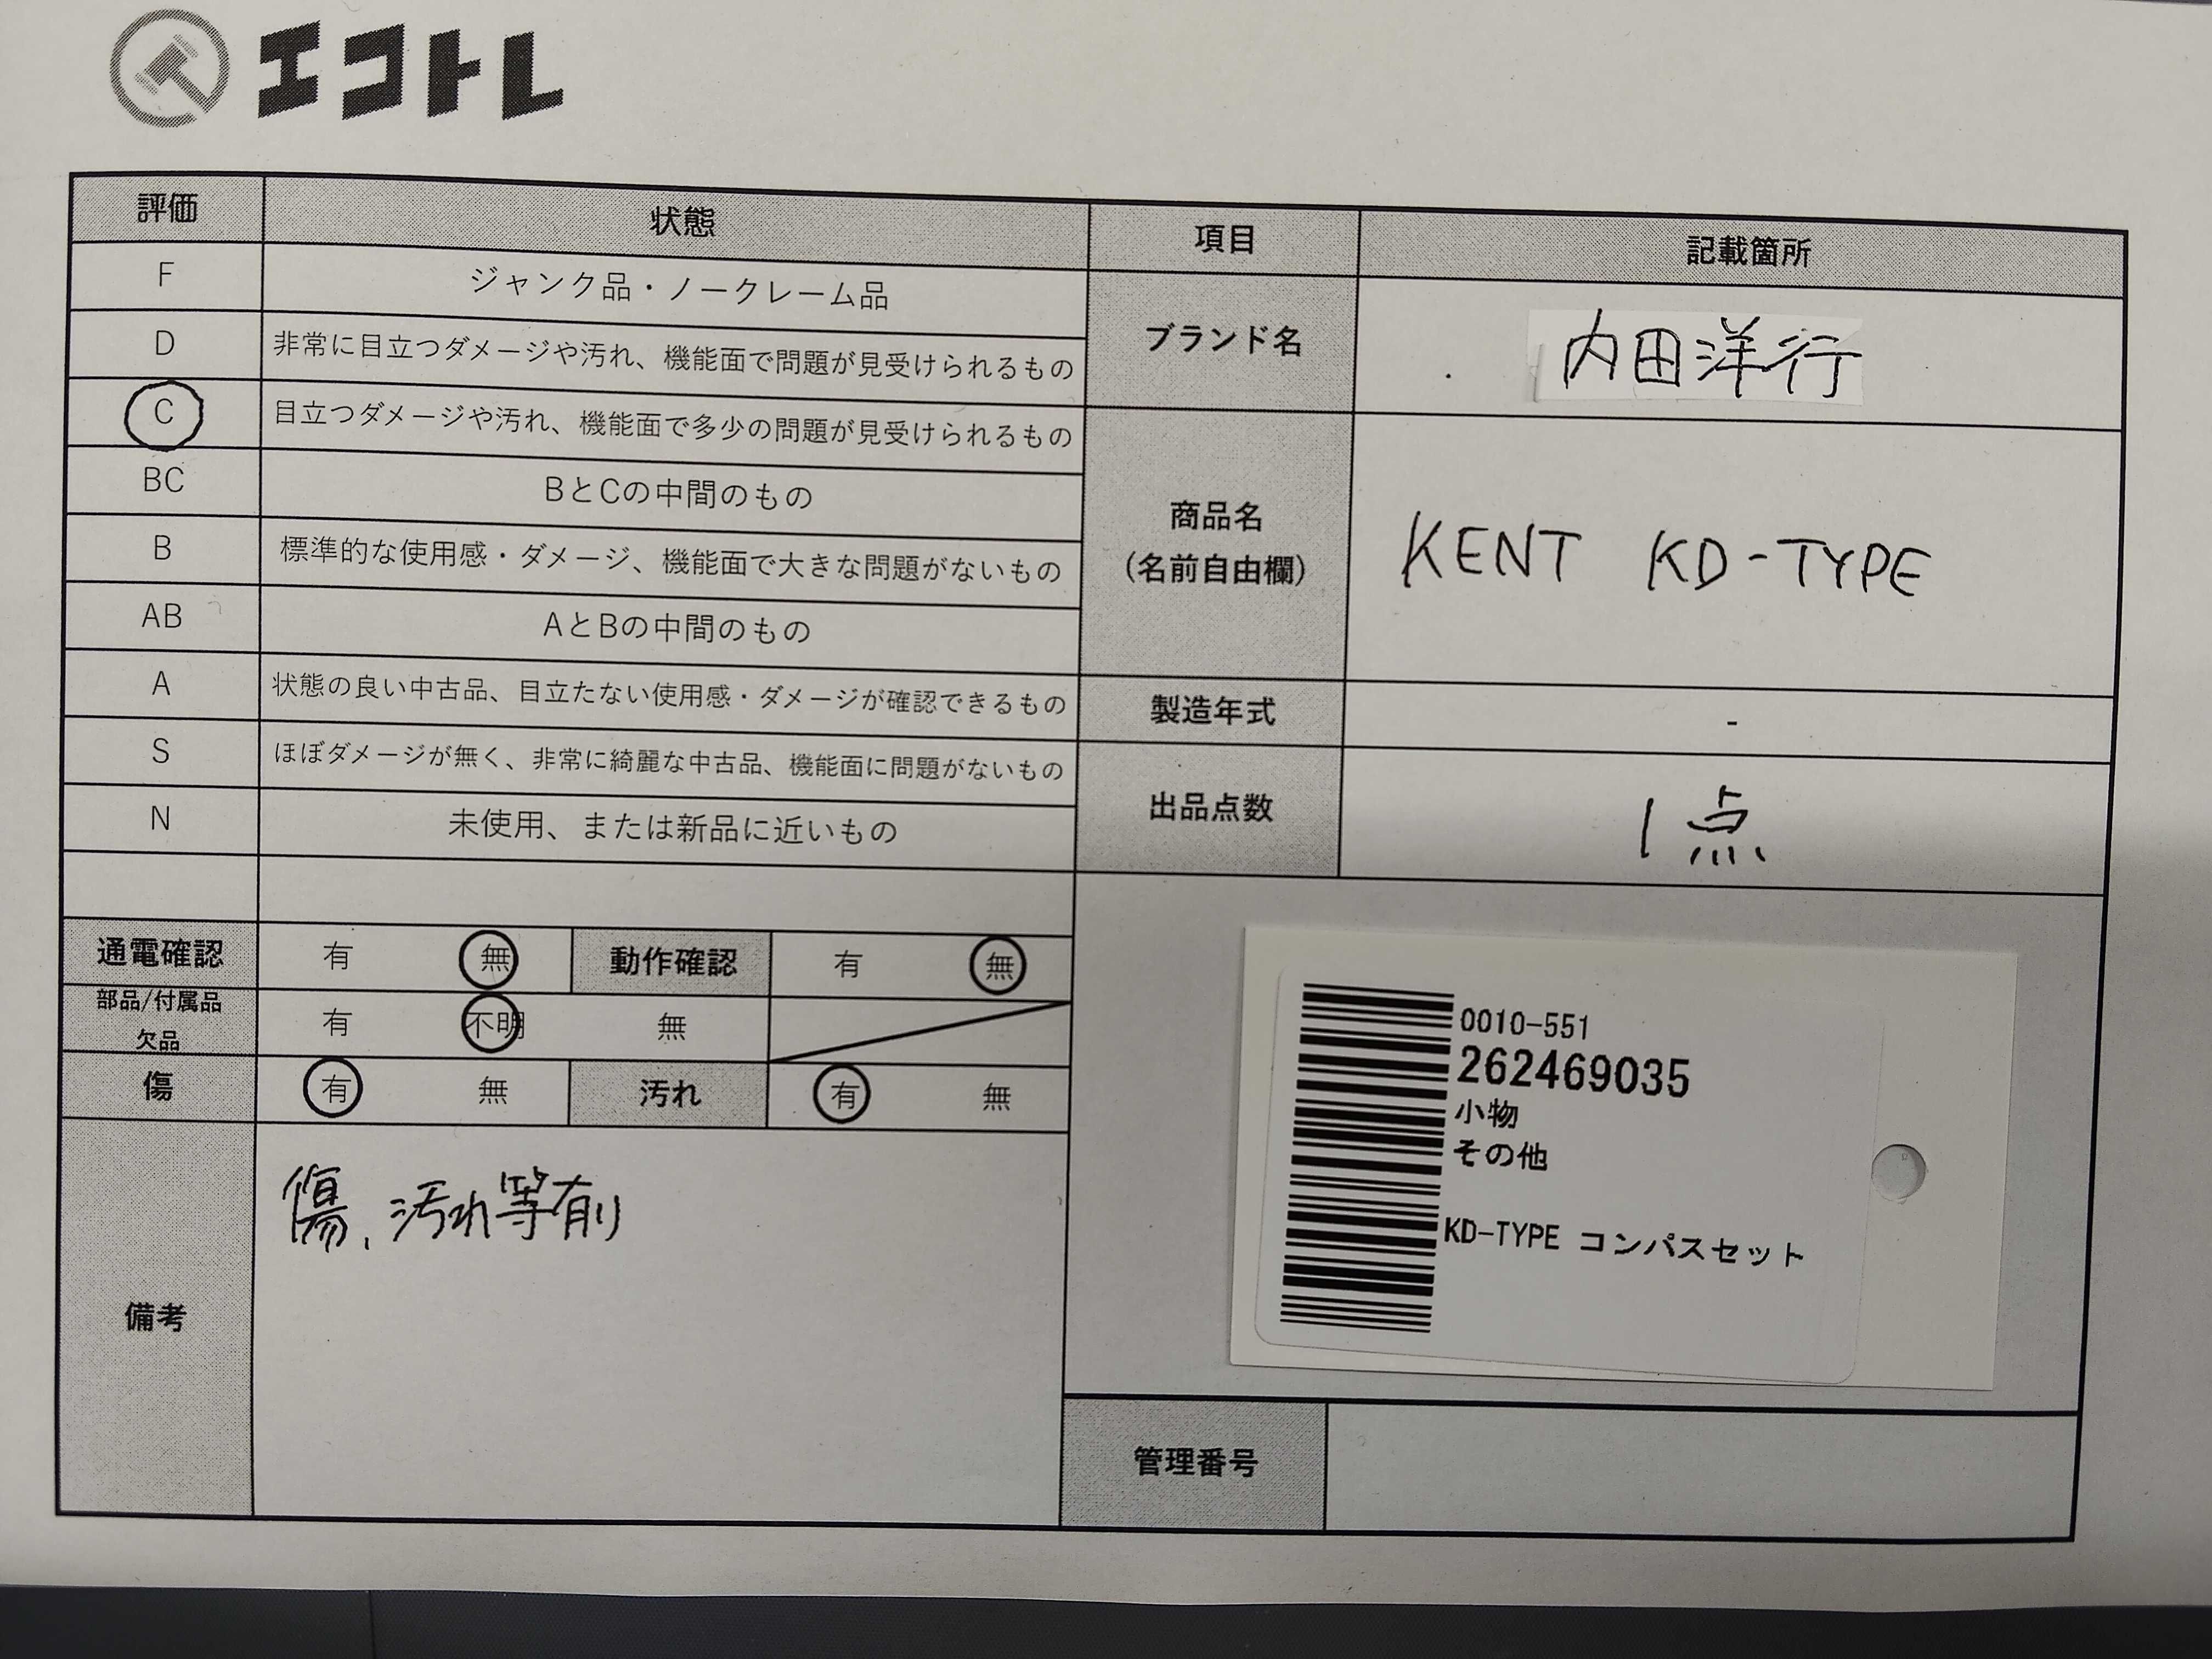 エコトレ
評価 状態 項目 記載箇所
F ジャンク品・ノークレーム品
D 非常に目立つダメージや汚れ、機能面で問題が見受けられるもの
C 目立つダメージや汚れ、機能面で多少の問題が見受けられるもの
BC BとCの中間のもの
B 標準的な使用感・ダメージ、機能面で大きな問題がないもの
AB AとBの中間のもの
A 状態の良い中古品、目立たない使用感・ダメージが確認できるもの
S ほぼダメージが無く、非常に綺麗な中古品、機能面に問題がないもの
N 未使用、または新品に近いもの
ブランド名 内田洋行
商品名
(名前自由欄)
KENT KD-TYPE
製造年式 -
出品点数 1点
通電確認 有 無 動作確認 有 無
部品/付属品
欠品
有 不明 無
傷 有 無 汚れ 有 無
備考
傷、汚れ等有り
0010-551
262469035
小物
その他
KD-TYPE コンパスセット
管理番号